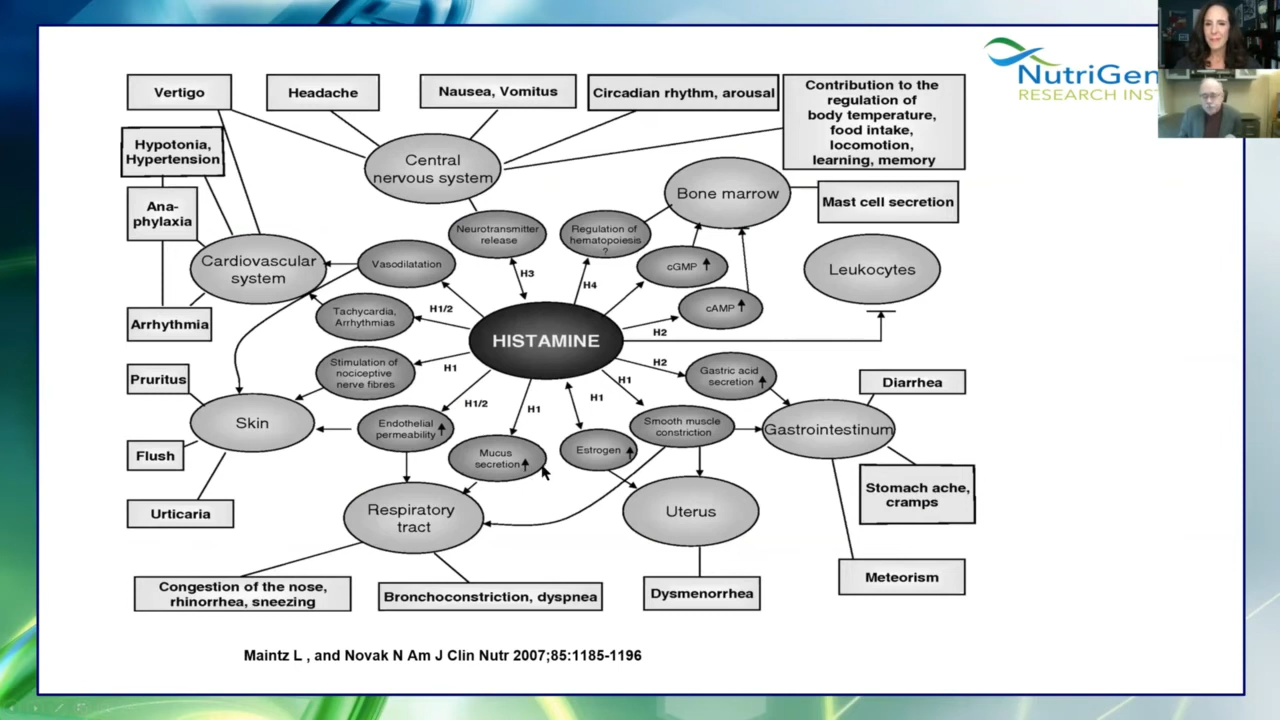 NutriGen
RESEARCH INST
Vertigo
Headache
Nausea, Vomitus
Circadian rhythm, arousal
Contribution to the
regulation of
body temperature,
food intake,
locomotion,
learning, memory
Hypotonia,
Hypertension
Central
nervous system
Bone marrow
Mast cell secretion
Ana-
phylaxia
Neurotransmitter
release
Regulation of
hematopoiesis
?
Cardiovascular
system
Vasodilatation
cGMP
Leukocytes
H3
H4
Tachycardia,
Arrhythmias
H1/2
cAMP
Arrhythmia
HISTAMINE
H2
Stimulation of
nociceptive
nerve fibres
H1
H2
Gastric acid
secretion
Pruritus
H1
Diarrhea
H1/2
H1
H1
Skin
Endothelial
permeability
Smooth muscle
constriction
Gastrointestinum
Flush
Mucus
secretion
Estrogen
Stomach ache,
cramps
Urticaria
Respiratory
tract
Uterus
Meteorism
Congestion of the nose,
rhinorrhea, sneezing
Bronchoconstriction, dyspnea
Dysmenorrhea
Maintz L , and Novak N Am J Clin Nutr 2007;85:1185-1196